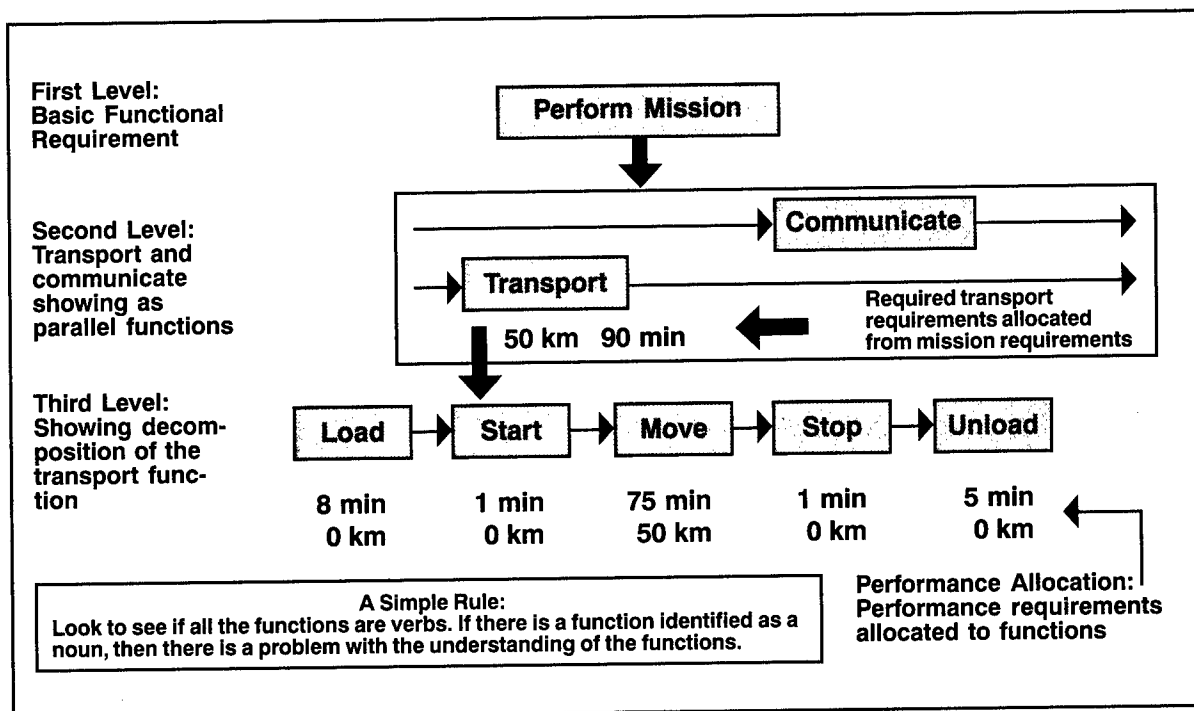 First Level:
Basic Functional
Requirement
Perform Mission
Second Level:
Transport and
communicate
showing as
parallel functions
Communicate
Transport
50 km 90 min
Required transport
requirements allocated
from mission requirements
Third Level:
Showing decom-
position of the
transport func-
tion
Load
Start
Move
Stop
Unload
8 min
0 km
1 min
0 km
75 min
50 km
1 min
0 km
5 min
0 km
A Simple Rule:
Look to see if all the functions are verbs. If there is a function identified as a
noun, then there is a problem with the understanding of the functions.
Performance Allocation:
Performance requirements
allocated to functions